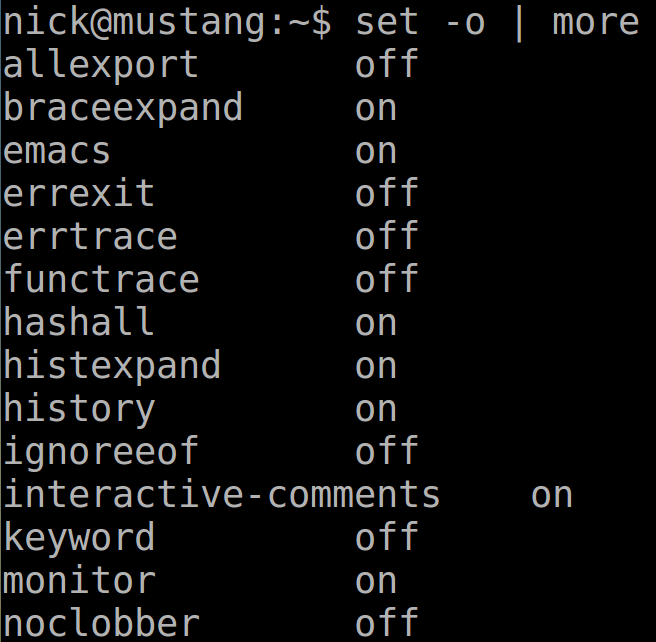 nick@mustang:~$ set -o | more
allexport       off
braceexpand     on
emacs           on
errexit         off
errtrace        off
functrace       off
hashall         on
histexpand      on
history         on
ignoreeof       off
interactive-comments    on
keyword         off
monitor         on
noclobber       off